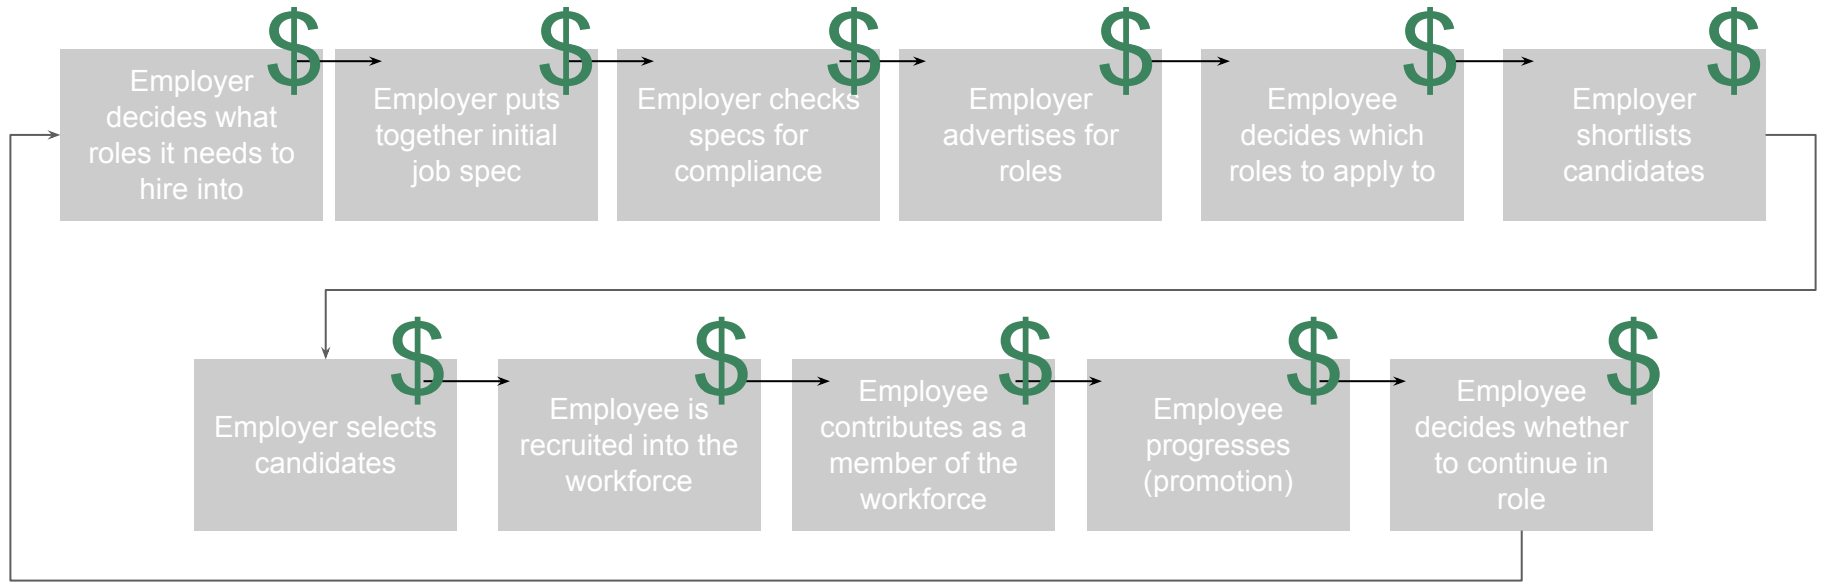 $ $ $ $ $ $
Employer
decides what
roles it needs to
hire into
Employer puts
together initial
job spec
Employer checks
specs for
compliance
Employer
advertises for
roles
Employee
decides which
roles to apply to
Employer
shortlists
candidates
$ $ $ $ $
Employer selects
candidates
Employee is
recruited into the
workforce
Employee
contributes as a
member of the
workforce
Employee
progresses
(promotion)
Employee
decides whether
to continue in
role